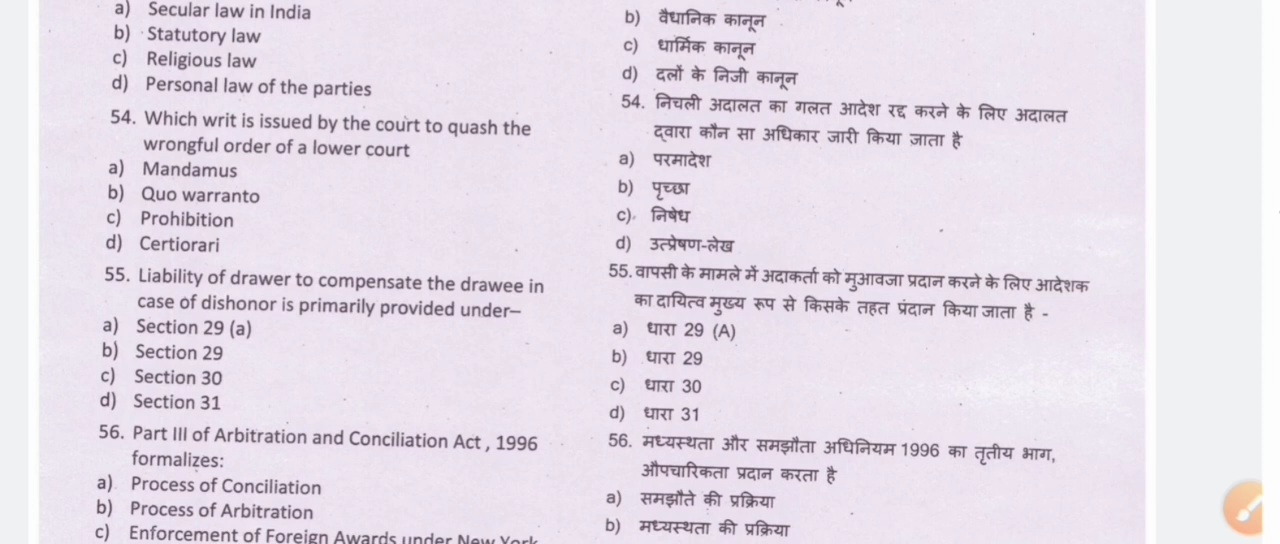 a) Secular law in India
b) Statutory law
c) Religious law
d) Personal law of the parties
54. Which writ is issued by the court to quash the
wrongful order of a lower court
a) Mandamus
b) Quo warranto
c) Prohibition
d) Certiorari
55. Liability of drawer to compensate the drawee in
case of dishonor is primarily provided under–
a) Section 29 (a)
b) Section 29
c) Section 30
d) Section 31
56. Part III of Arbitration and Conciliation Act , 1996
formalizes:
a) Process of Conciliation
b) Process of Arbitration
c) Enforcement of Foreign Awards under New York
b) वैधानिक कानून
c) धार्मिक कानून
d) दलों के निजी कानून
54. निचली अदालत का गलत आदेश रद्द करने के लिए अदालत
द्वारा कौन सा अधिकार जारी किया जाता है
a) परमादेश
b) पृच्छा
c) निषेध
d) उत्प्रेषण-लेख
55. वापसी के मामले में अदाकर्ता को मुआवजा प्रदान करने के लिए आदेशक
का दायित्व मुख्य रूप से किसके तहत प्रंदान किया जाता है -
a) धारा 29 (A)
b) धारा 29
c) धारा 30
d) धारा 31
56. मध्यस्थता और समझौता अधिनियम 1996 का तृतीय भाग,
औपचारिकता प्रदान करता है
a) समझौते की प्रक्रिया
b) मध्यस्थता की प्रक्रिया